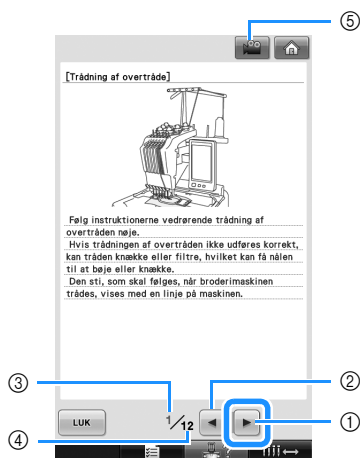 ⑤
[Trådning af overtråde]
Følg instruktionerne vedrørende trådning af
overtråden nøje.
Hvis trådningen af overtråden ikke udføres korrekt,
kan tråden knække eller filtre, hvilket kan få nålen
til at bøje eller knække.
Den sti, som skal følges, når broderimaskinen
trådes, vises med en linje på maskinen.
③
②
1/12
LUK
①
④
?